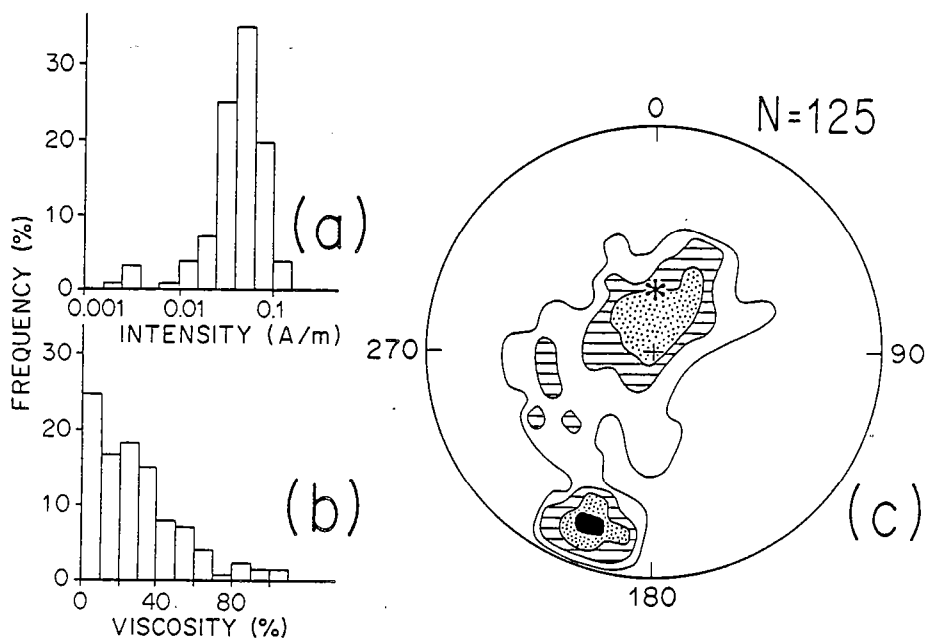 30
20
10
0
0.001 0.01 0.1
INTENSITY (A/m)
(a)
FREQUENCY (%)
30
20
10
0
0 40 80
VISCOSITY (%)
(b)
N=125
0
270
90
180
(c)